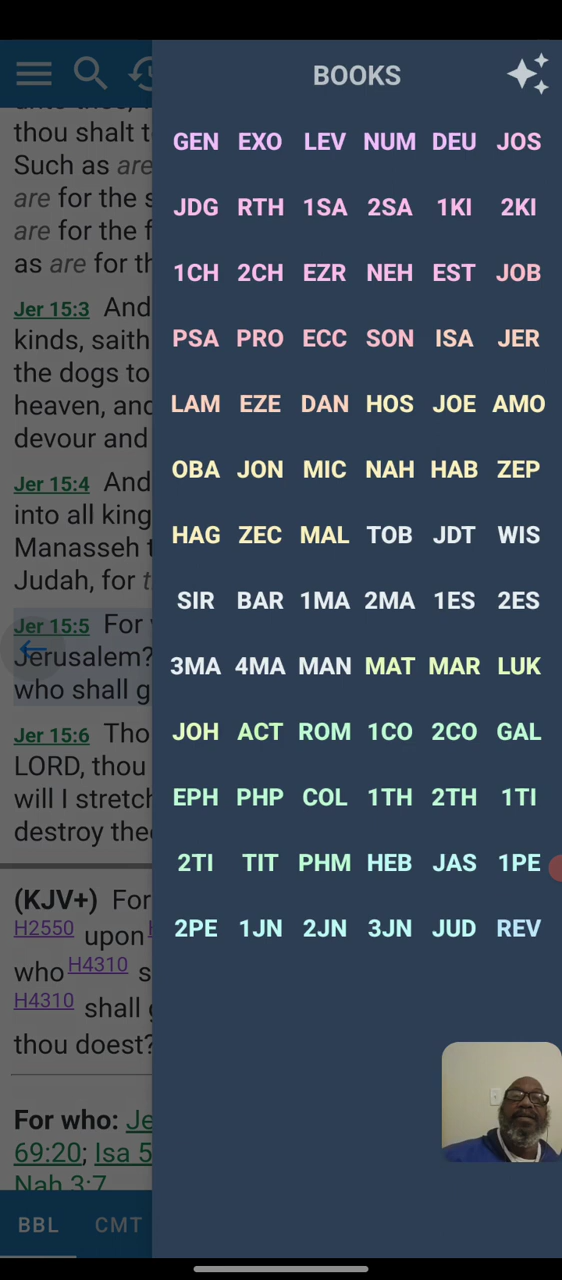 BOOKS
GEN EXO LEV NUM DEU JOS
JDG RTH 1SA 2SA 1KI 2KI
1CH 2CH EZR NEH EST JOB
PSA PRO ECC SON ISA JER
LAM EZE DAN HOS JOE AMO
OBA JON MIC NAH HAB ZEP
HAG ZEC MAL TOB JDT WIS
SIR BAR 1MA 2MA 1ES 2ES
3MA 4MA MAN MAT MAR LUK
JOH ACT ROM 1CO 2CO GAL
EPH PHP COL 1TH 2TH 1TI
2TI TIT PHM HEB JAS 1PE
2PE 1JN 2JN 3JN JUD REV
thou shalt
Such as are
are for the
are for the
as are for
Jer 15:3 And
kinds, saith
the dogs to
heaven, and
devour and
Jer 15:4 And
into all
Manasseh
Judah, for
Jer 15:5 For
Jerusalem?
who shall
Jer 15:6
LORD, thou
will I
destroy
(KJV+) For
H2550 upon
who H4310
H4310 shall
thou doest?
For who:
69:20; Isa
Nah 3:7
BBL CMT